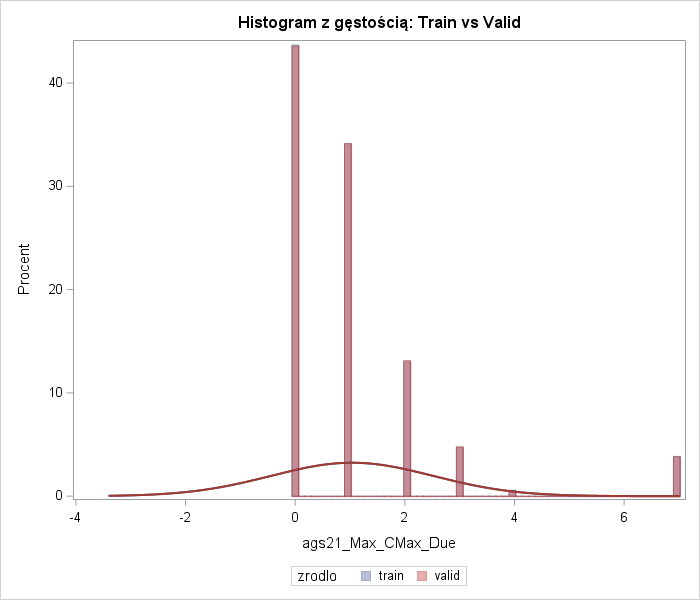 Histogram z gęstością: Train vs Valid
Procent
40
30
20
10
0
-4 -2 0 2 4 6
ags21_Max_CMax_Due
zrodlo train valid